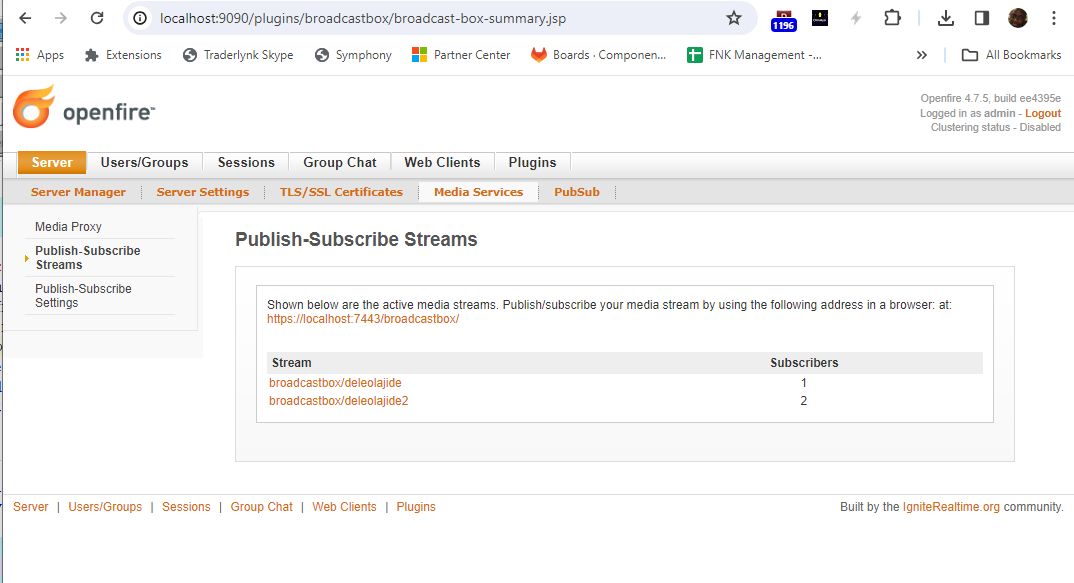 localhost:9090/plugins/broadcastbox/broadcast-box-summary.jsp
1196
Apps
Extensions
Traderlynk Skype
Symphony
Partner Center
Boards · Componen...
FNK Management -...
»
All Bookmarks
openfire™
Openfire 4.7.5, build ee4395e
Logged in as admin - Logout
Clustering status - Disabled
Server
Users/Groups
Sessions
Group Chat
Web Clients
Plugins
Server Manager
Server Settings
TLS/SSL Certificates
Media Services
PubSub
Media Proxy
Publish-Subscribe
Streams
Publish-Subscribe
Settings
Publish-Subscribe Streams
Shown below are the active media streams. Publish/subscribe your media stream by using the following address in a browser: at:
https://localhost:7443/broadcastbox/
Stream Subscribers
broadcastbox/deleolajide 1
broadcastbox/deleolajide2 2
Server | Users/Groups | Sessions | Group Chat | Web Clients | Plugins
Built by the IgniteRealtime.org community.